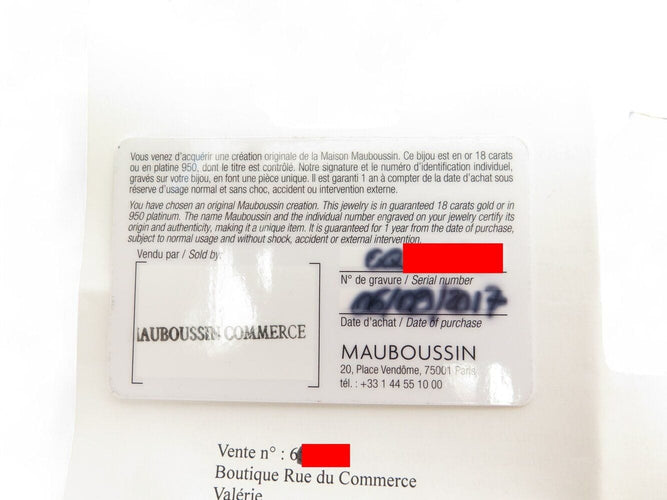 Vous venez d'acquérir une création originale de la Maison Mauboussin. Ce bijou est en or 18 carats
ou en platine 950, dont le titre est contrôlé. Notre signature et le numéro d'identification individuel,
gravés sur votre bijou, en font une pièce unique. Il est garanti 1 an à compter de la date d'achat sous
réserve d'usage normal et sans choc, accident ou intervention externe.
You have chosen an original Mauboussin creation. This jewelry is in guaranteed 18 carats gold or in
950 platinum. The name Mauboussin and the individual number engraved on your jewelry certify its
origin and authenticity, making it a unique item. It is guaranteed for 1 year from the date of purchase,
subject to normal usage and without shock, accident or external intervention.
Vendu par / Sold by
N° de gravure / Serial number
/2017
Date d'achat / Date of purchase
AUBOUSSIN COMMERCE
MAUBOUSSIN
20, Place Vendôme, 75001 Paris
tél. : +33 1 44 55 10 00
Vente n° : 6
Boutique Rue du Commerce
Valérie